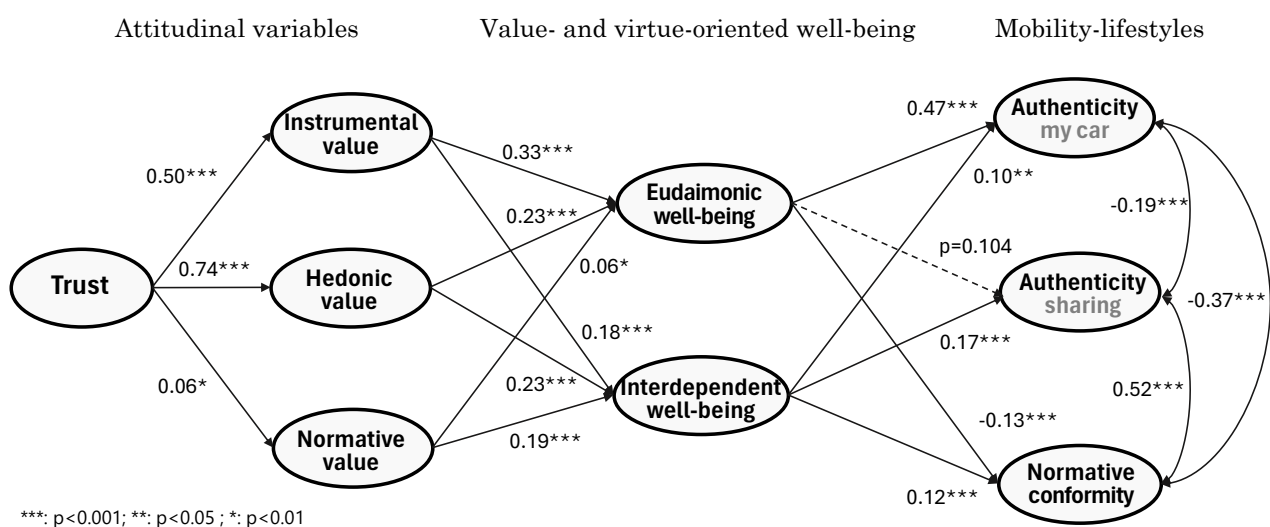 Attitudinal variables
Value- and virtue-oriented well-being
Mobility-lifestyles
Instrumental
value
Hedonic
value
Normative
value
Trust
0.50***
0.74***
0.06*
0.33***
0.23***
0.06*
0.18***
0.23***
0.19***
Eudaimonic
well-being
Interdependent
well-being
0.47***
0.10**
p=0.104
0.17***
-0.13***
0.12***
Authenticity
my car
Authenticity
sharing
Normative
conformity
-0.19***
-0.37***
0.52***
***: p<0.001; **: p<0.05 ; *: p<0.01